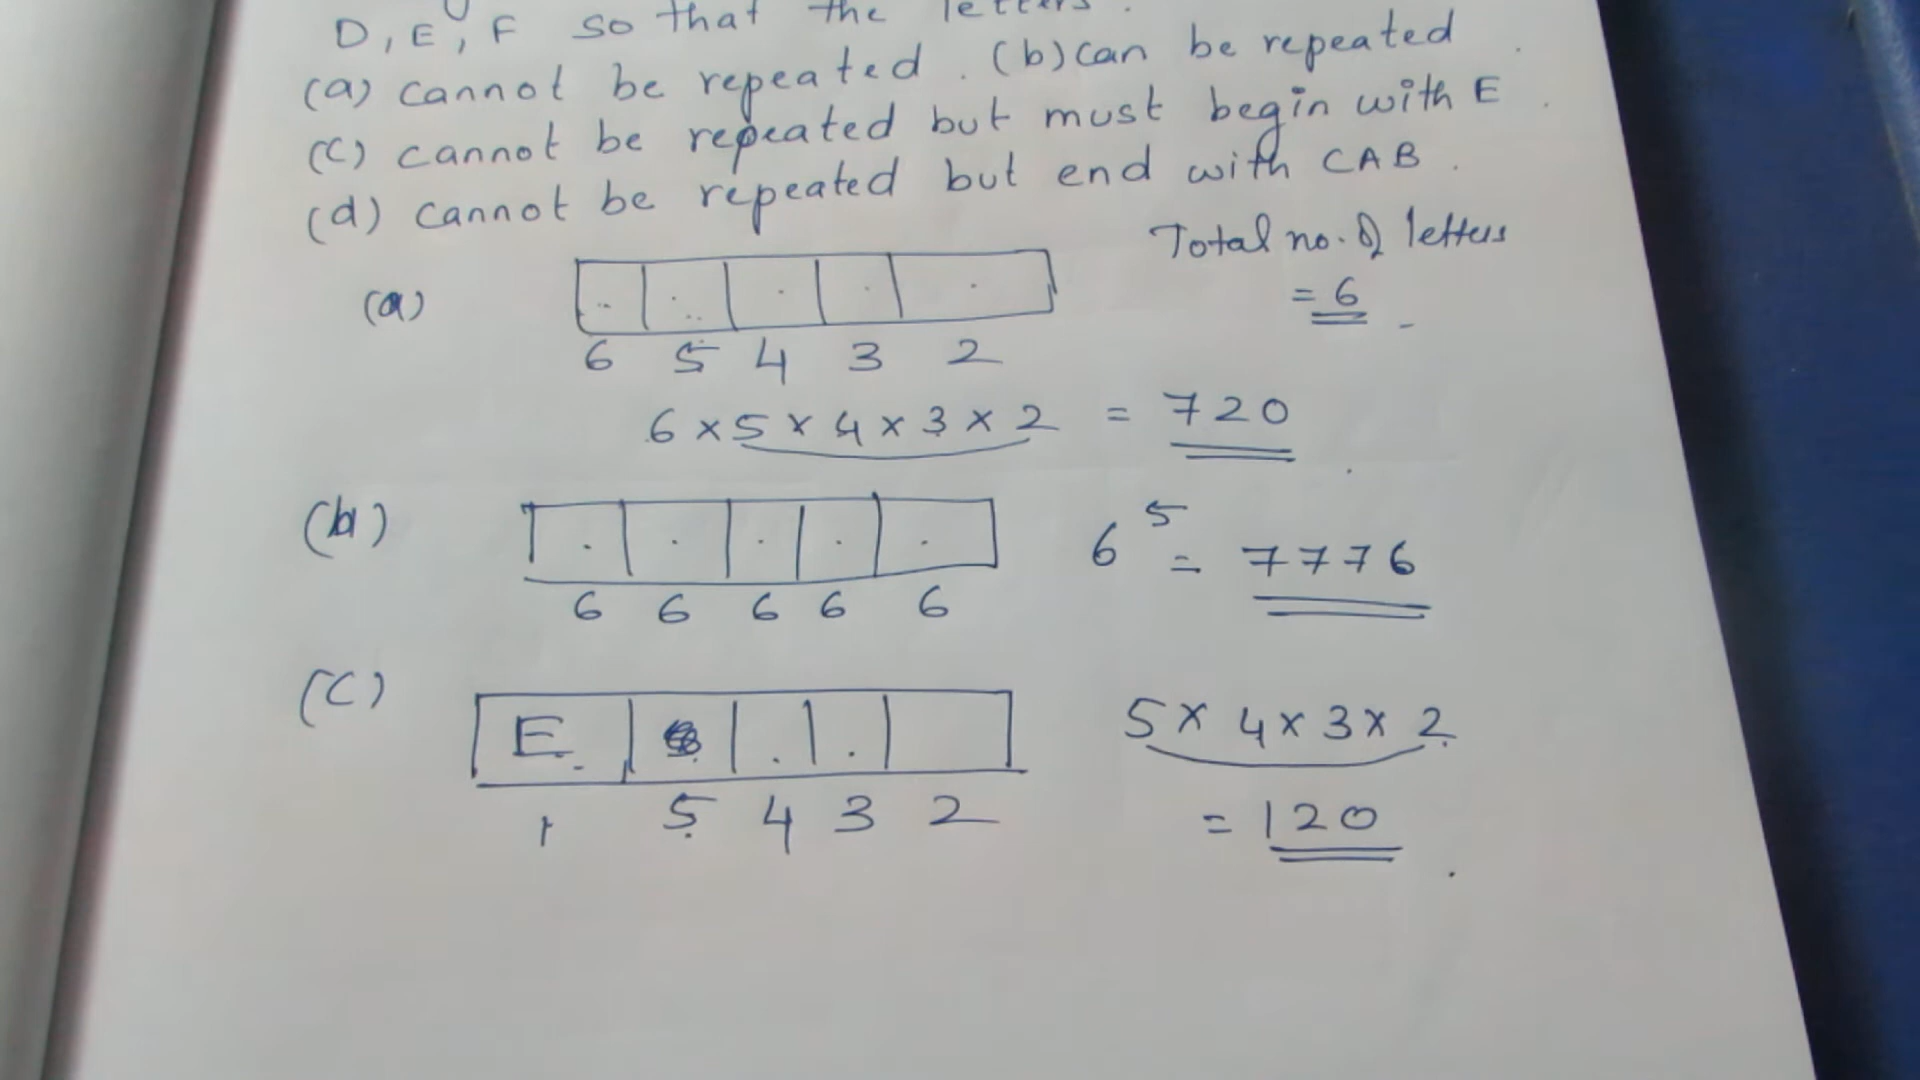 D, E, F so that the letters.
(a) cannot be repeated. (b) can be repeated.
(c) cannot be repeated but must begin with E.
(d) cannot be repeated but end with CAB.
Total no. of letters
= 6
(a)
6 5 4 3 2
6 × 5 × 4 × 3 × 2 = 720
(b)
6 6 6 6 6
6^5 = 7776
(C)
E
1 5 4 3 2
5 × 4 × 3 × 2
= 120